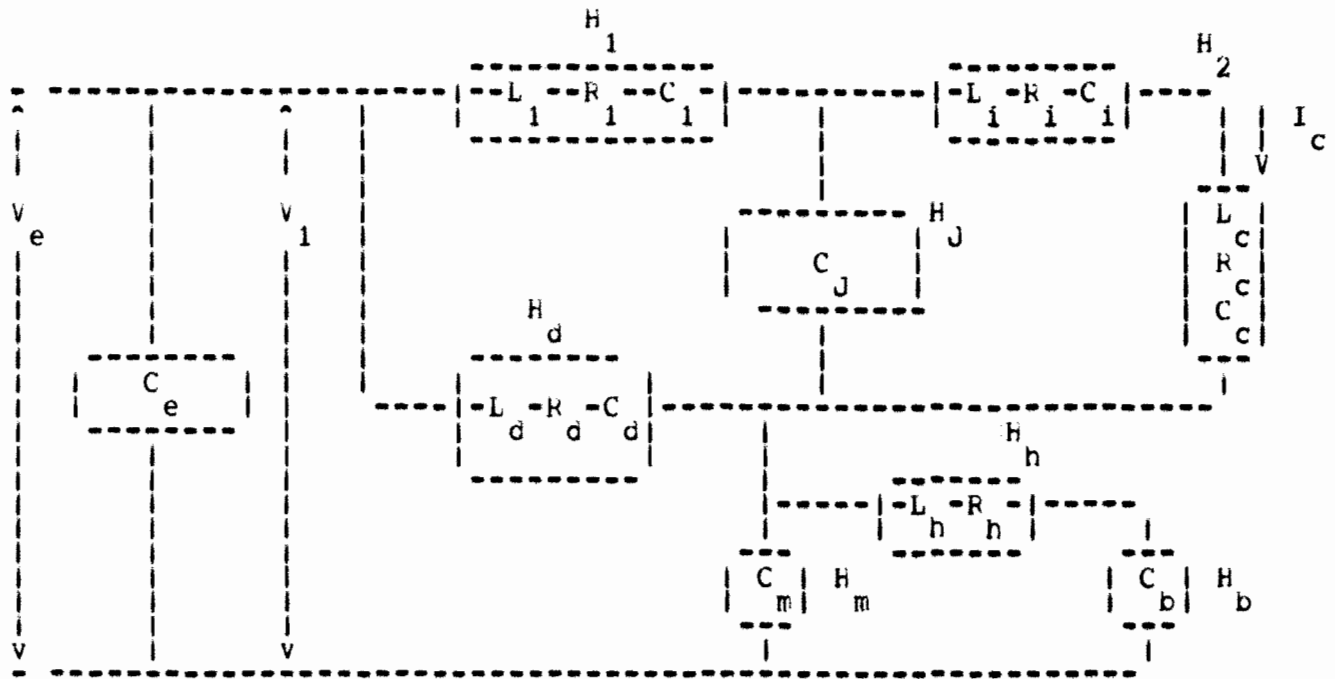 H1
H2
L1 R1 C1
Li Ri Ci
Ic
Ve
V1
HJ
CJ
Lc
Rc
Cc
Hd
Ce
Ld Rd Cd
Hh
Lh Rh
Cm Hm
Cb Hb